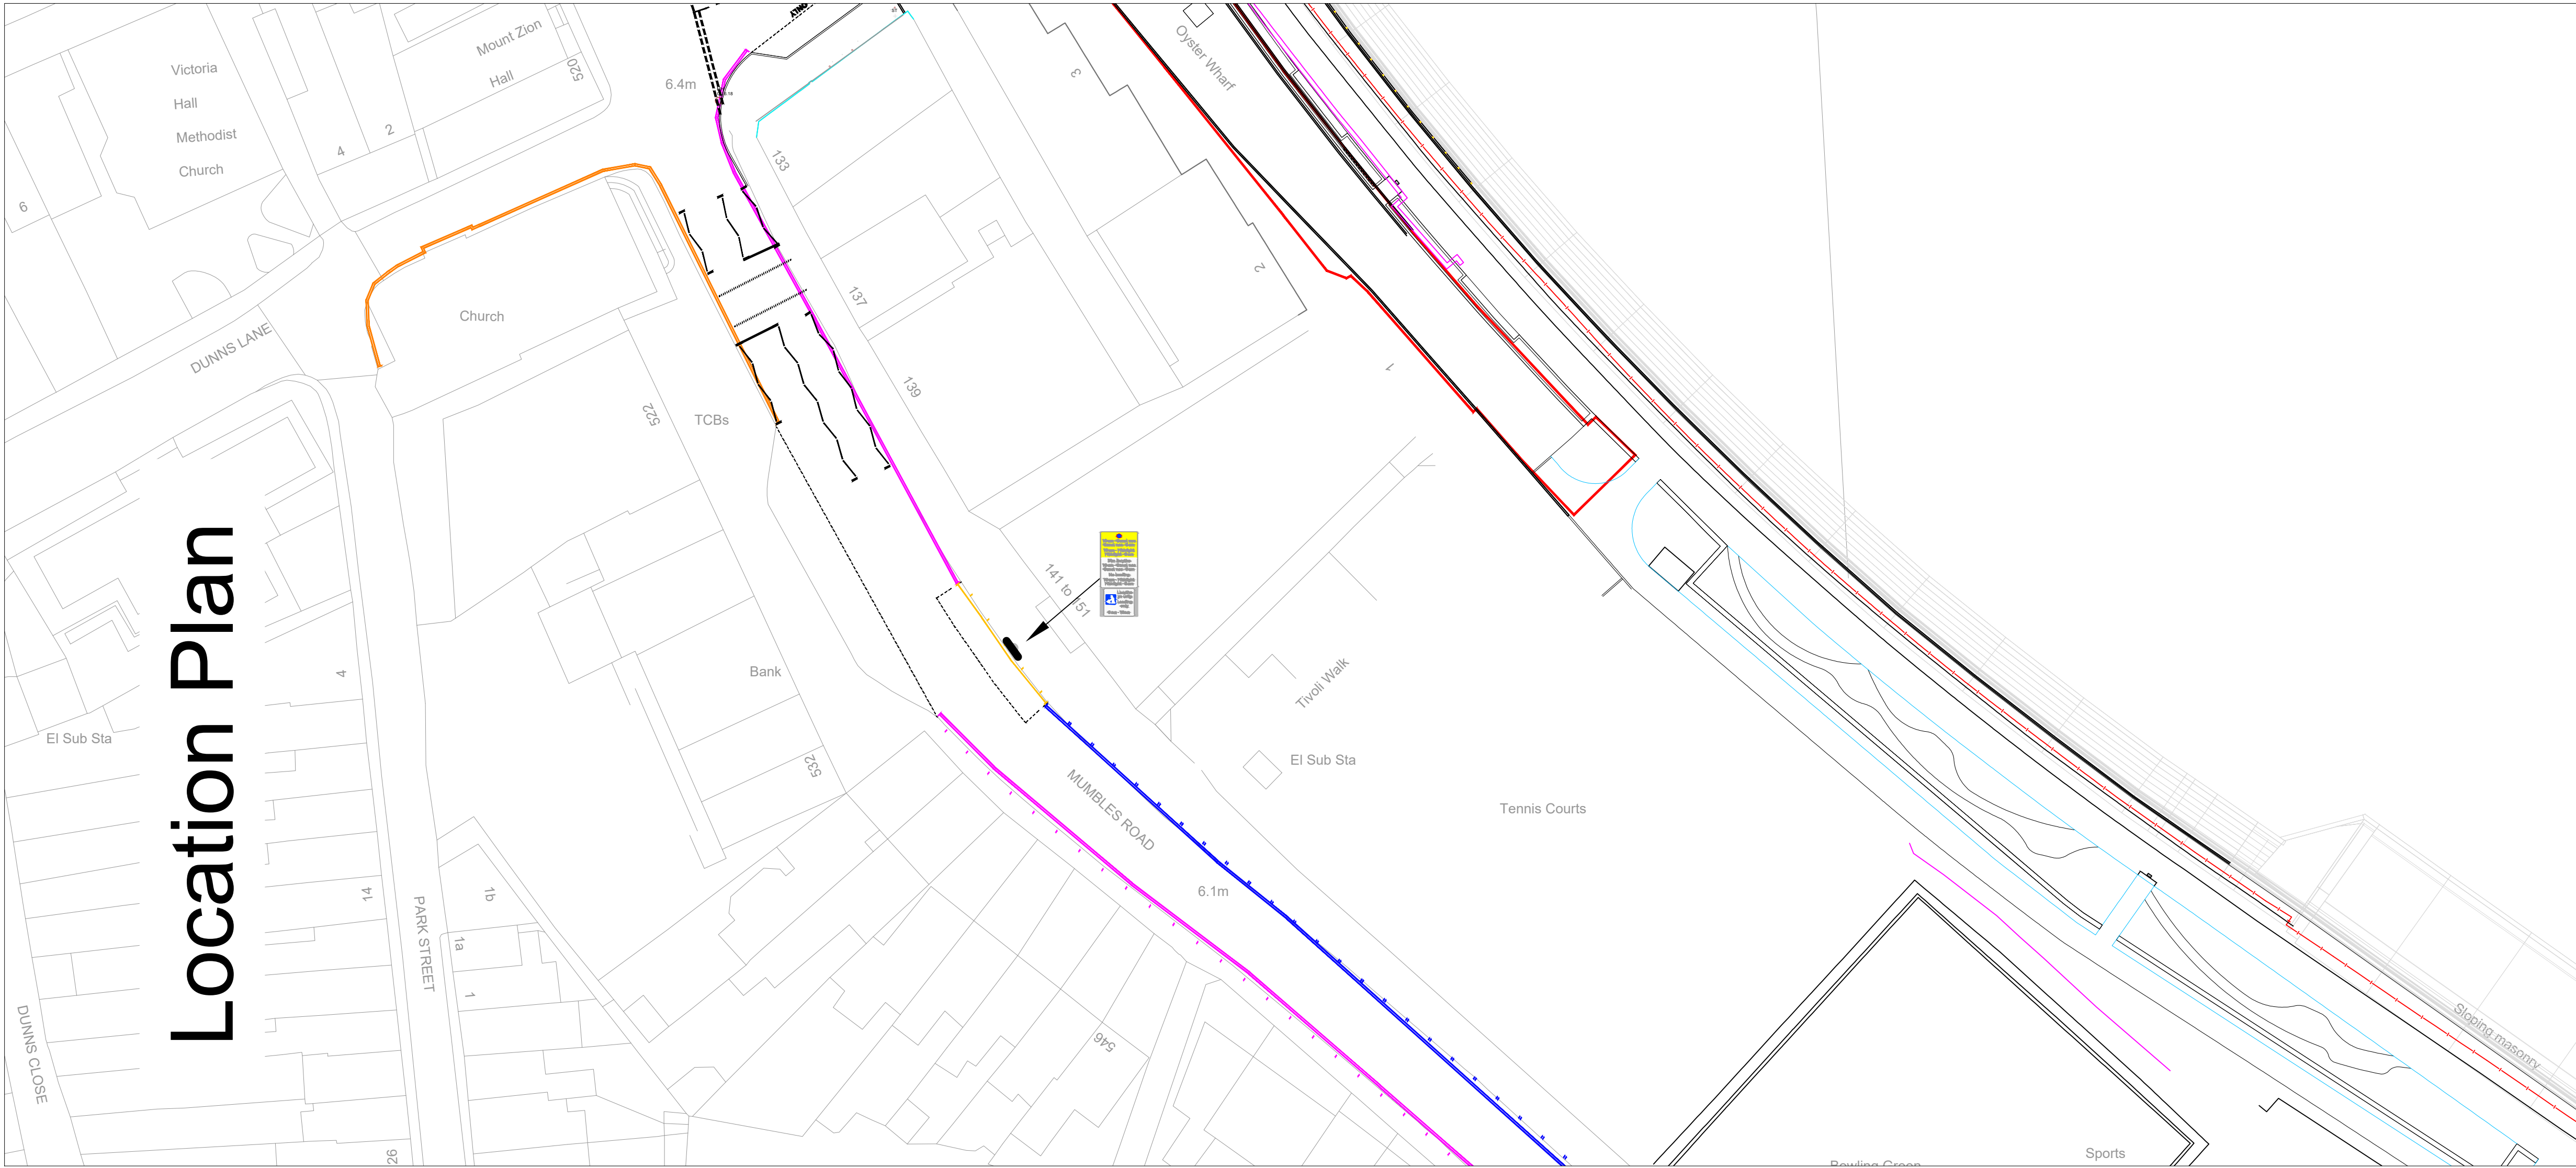 Location Plan
Victoria
Hall
Methodist
Church
Mount Zion
Hall
520
6.4m
2
4
6
133
137
139
Church
DUNNS LANE
TCBs
522
Oyster Wharf
3
2
1
141 to 151
Bank
532
Tivoli Walk
El Sub Sta
El Sub Sta
Tennis Courts
MUMBLES ROAD
6.1m
4
14
PARK STREET
1b
1a
1
26
DUNNS CLOSE
546
Sloping masonry
Sports
Bowling Green